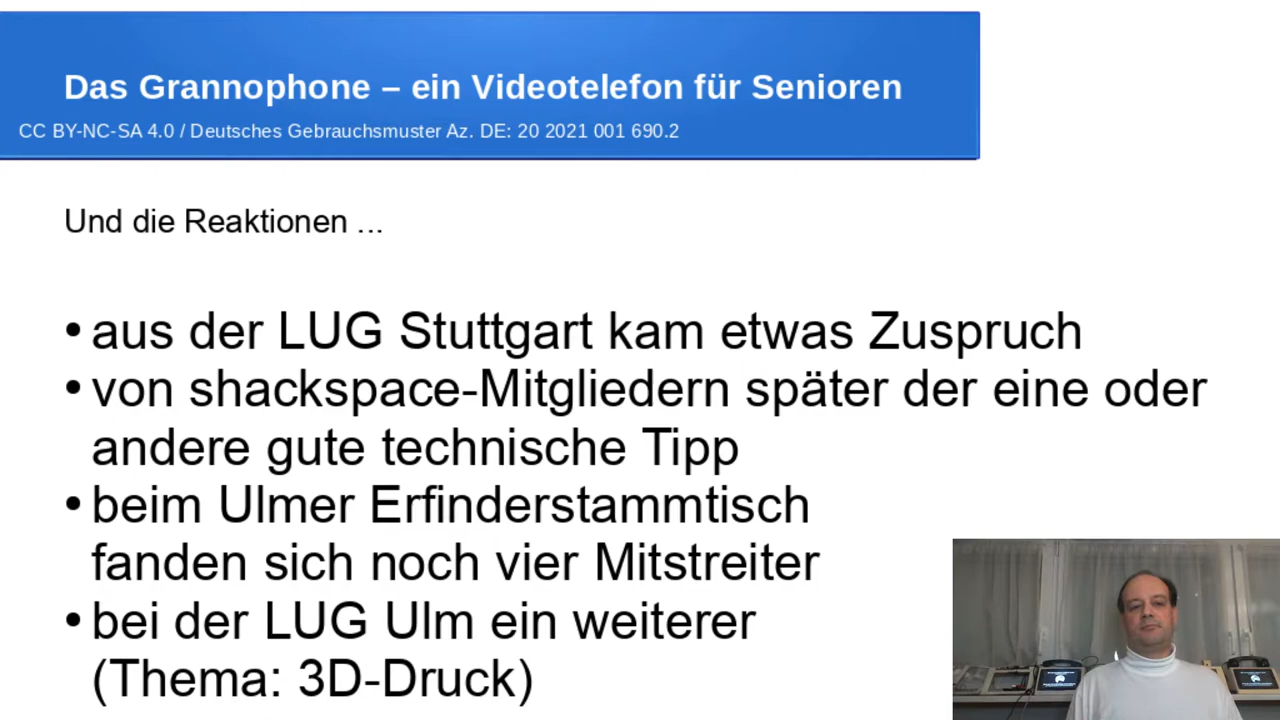 Das Grannophone – ein Videotelefon für Senioren
CC BY-NC-SA 4.0 / Deutsches Gebrauchsmuster Az. DE: 20 2021 001 690.2
Und die Reaktionen ...
• aus der LUG Stuttgart kam etwas Zuspruch
• von shackspace-Mitgliedern später der eine oder
andere gute technische Tipp
• beim Ulmer Erfinderstammtisch
fanden sich noch vier Mitstreiter
• bei der LUG Ulm ein weiterer
(Thema: 3D-Druck)